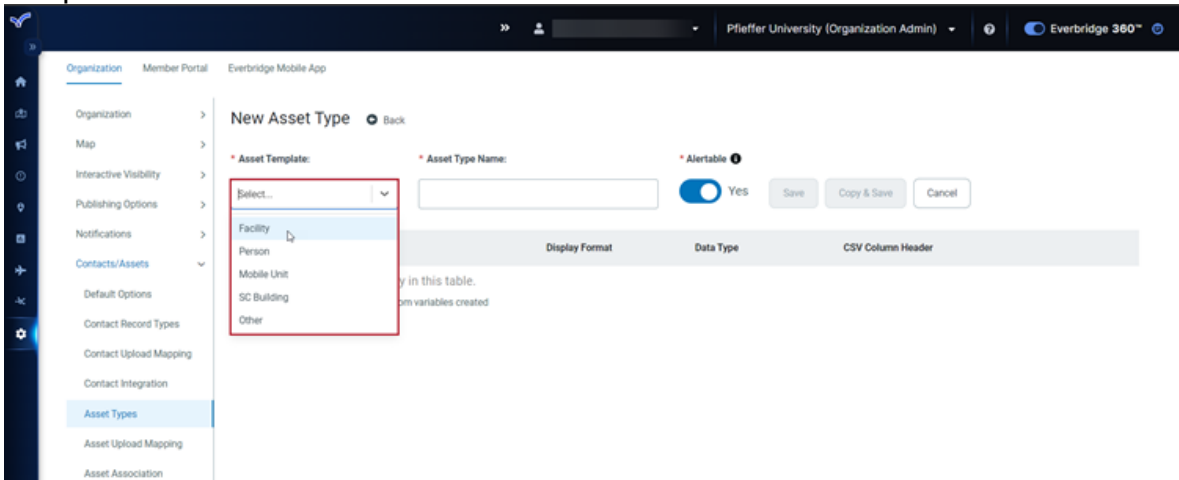 Pfieffer University (Organization Admin)
Everbridge 360™
Organization Member Portal Everbridge Mobile App
Organization
Map
Interactive Visibility
Publishing Options
Notifications
Contacts/Assets
Default Options
Contact Record Types
Contact Upload Mapping
Contact Integration
Asset Types
Asset Upload Mapping
Asset Association
New Asset Type Back
* Asset Template: * Asset Type Name: * Alertable
Select... Yes Save Copy & Save Cancel
Facility
Person
Mobile Unit
SC Building
Other
Display Format Data Type CSV Column Header
y in this table.
om variables created